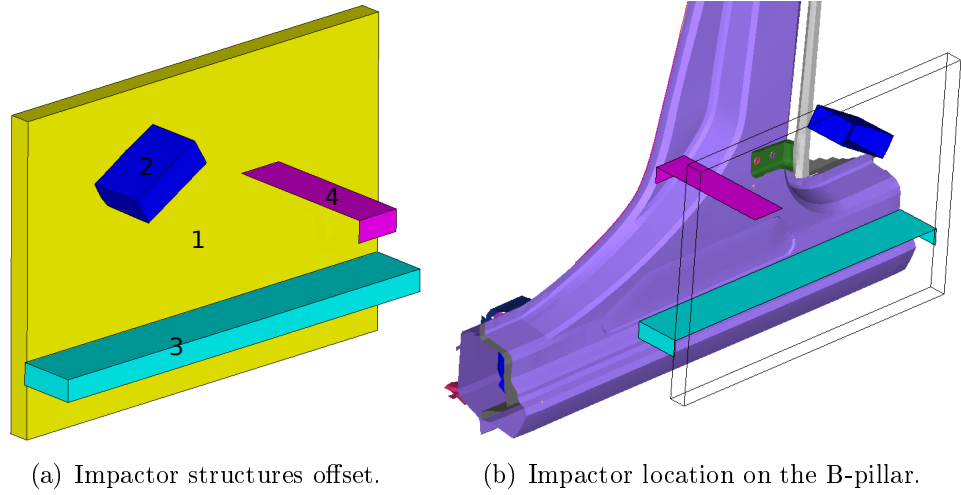 2
4
1
3
(a) Impactor structures offset.
(b) Impactor location on the B-pillar.